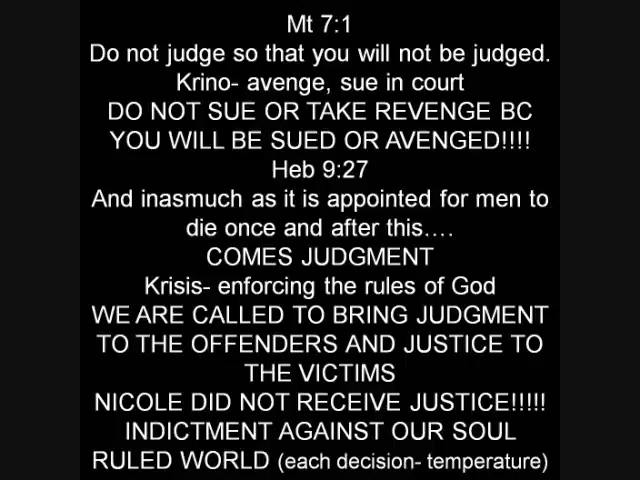 Mt 7:1
Do not judge so that you will not be judged.
Krino- avenge, sue in court
DO NOT SUE OR TAKE REVENGE BC
YOU WILL BE SUED OR AVENGED!!!!
Heb 9:27
And inasmuch as it is appointed for men to
die once and after this….
COMES JUDGMENT
Krisis- enforcing the rules of God
WE ARE CALLED TO BRING JUDGMENT
TO THE OFFENDERS AND JUSTICE TO
THE VICTIMS
NICOLE DID NOT RECEIVE JUSTICE!!!!!
INDICTMENT AGAINST OUR SOUL
RULED WORLD (each decision- temperature)